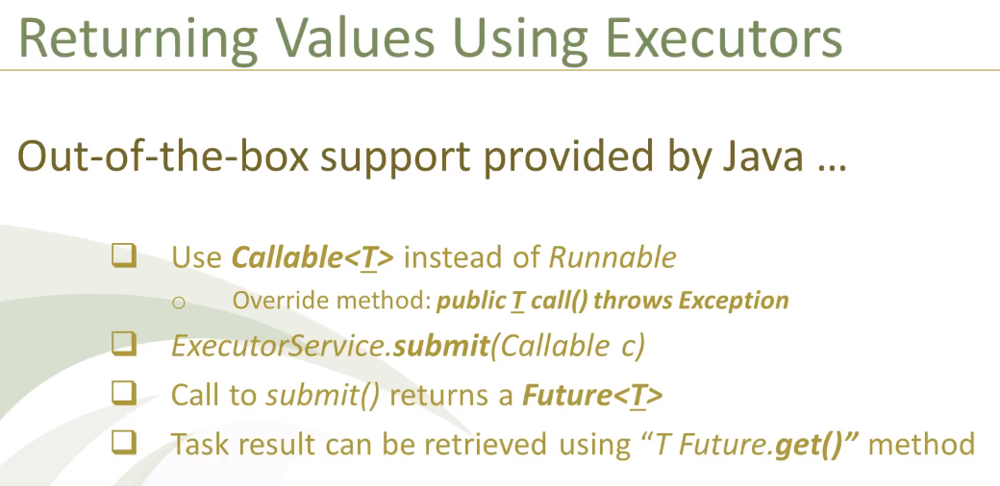 Returning Values Using Executors
Out-of-the-box support provided by Java ...
❑ Use Callable<T> instead of Runnable
o Override method: public T call() throws Exception
❑ ExecutorService.submit(Callable c)
❑ Call to submit() returns a Future<T>
❑ Task result can be retrieved using “T Future.get()” method